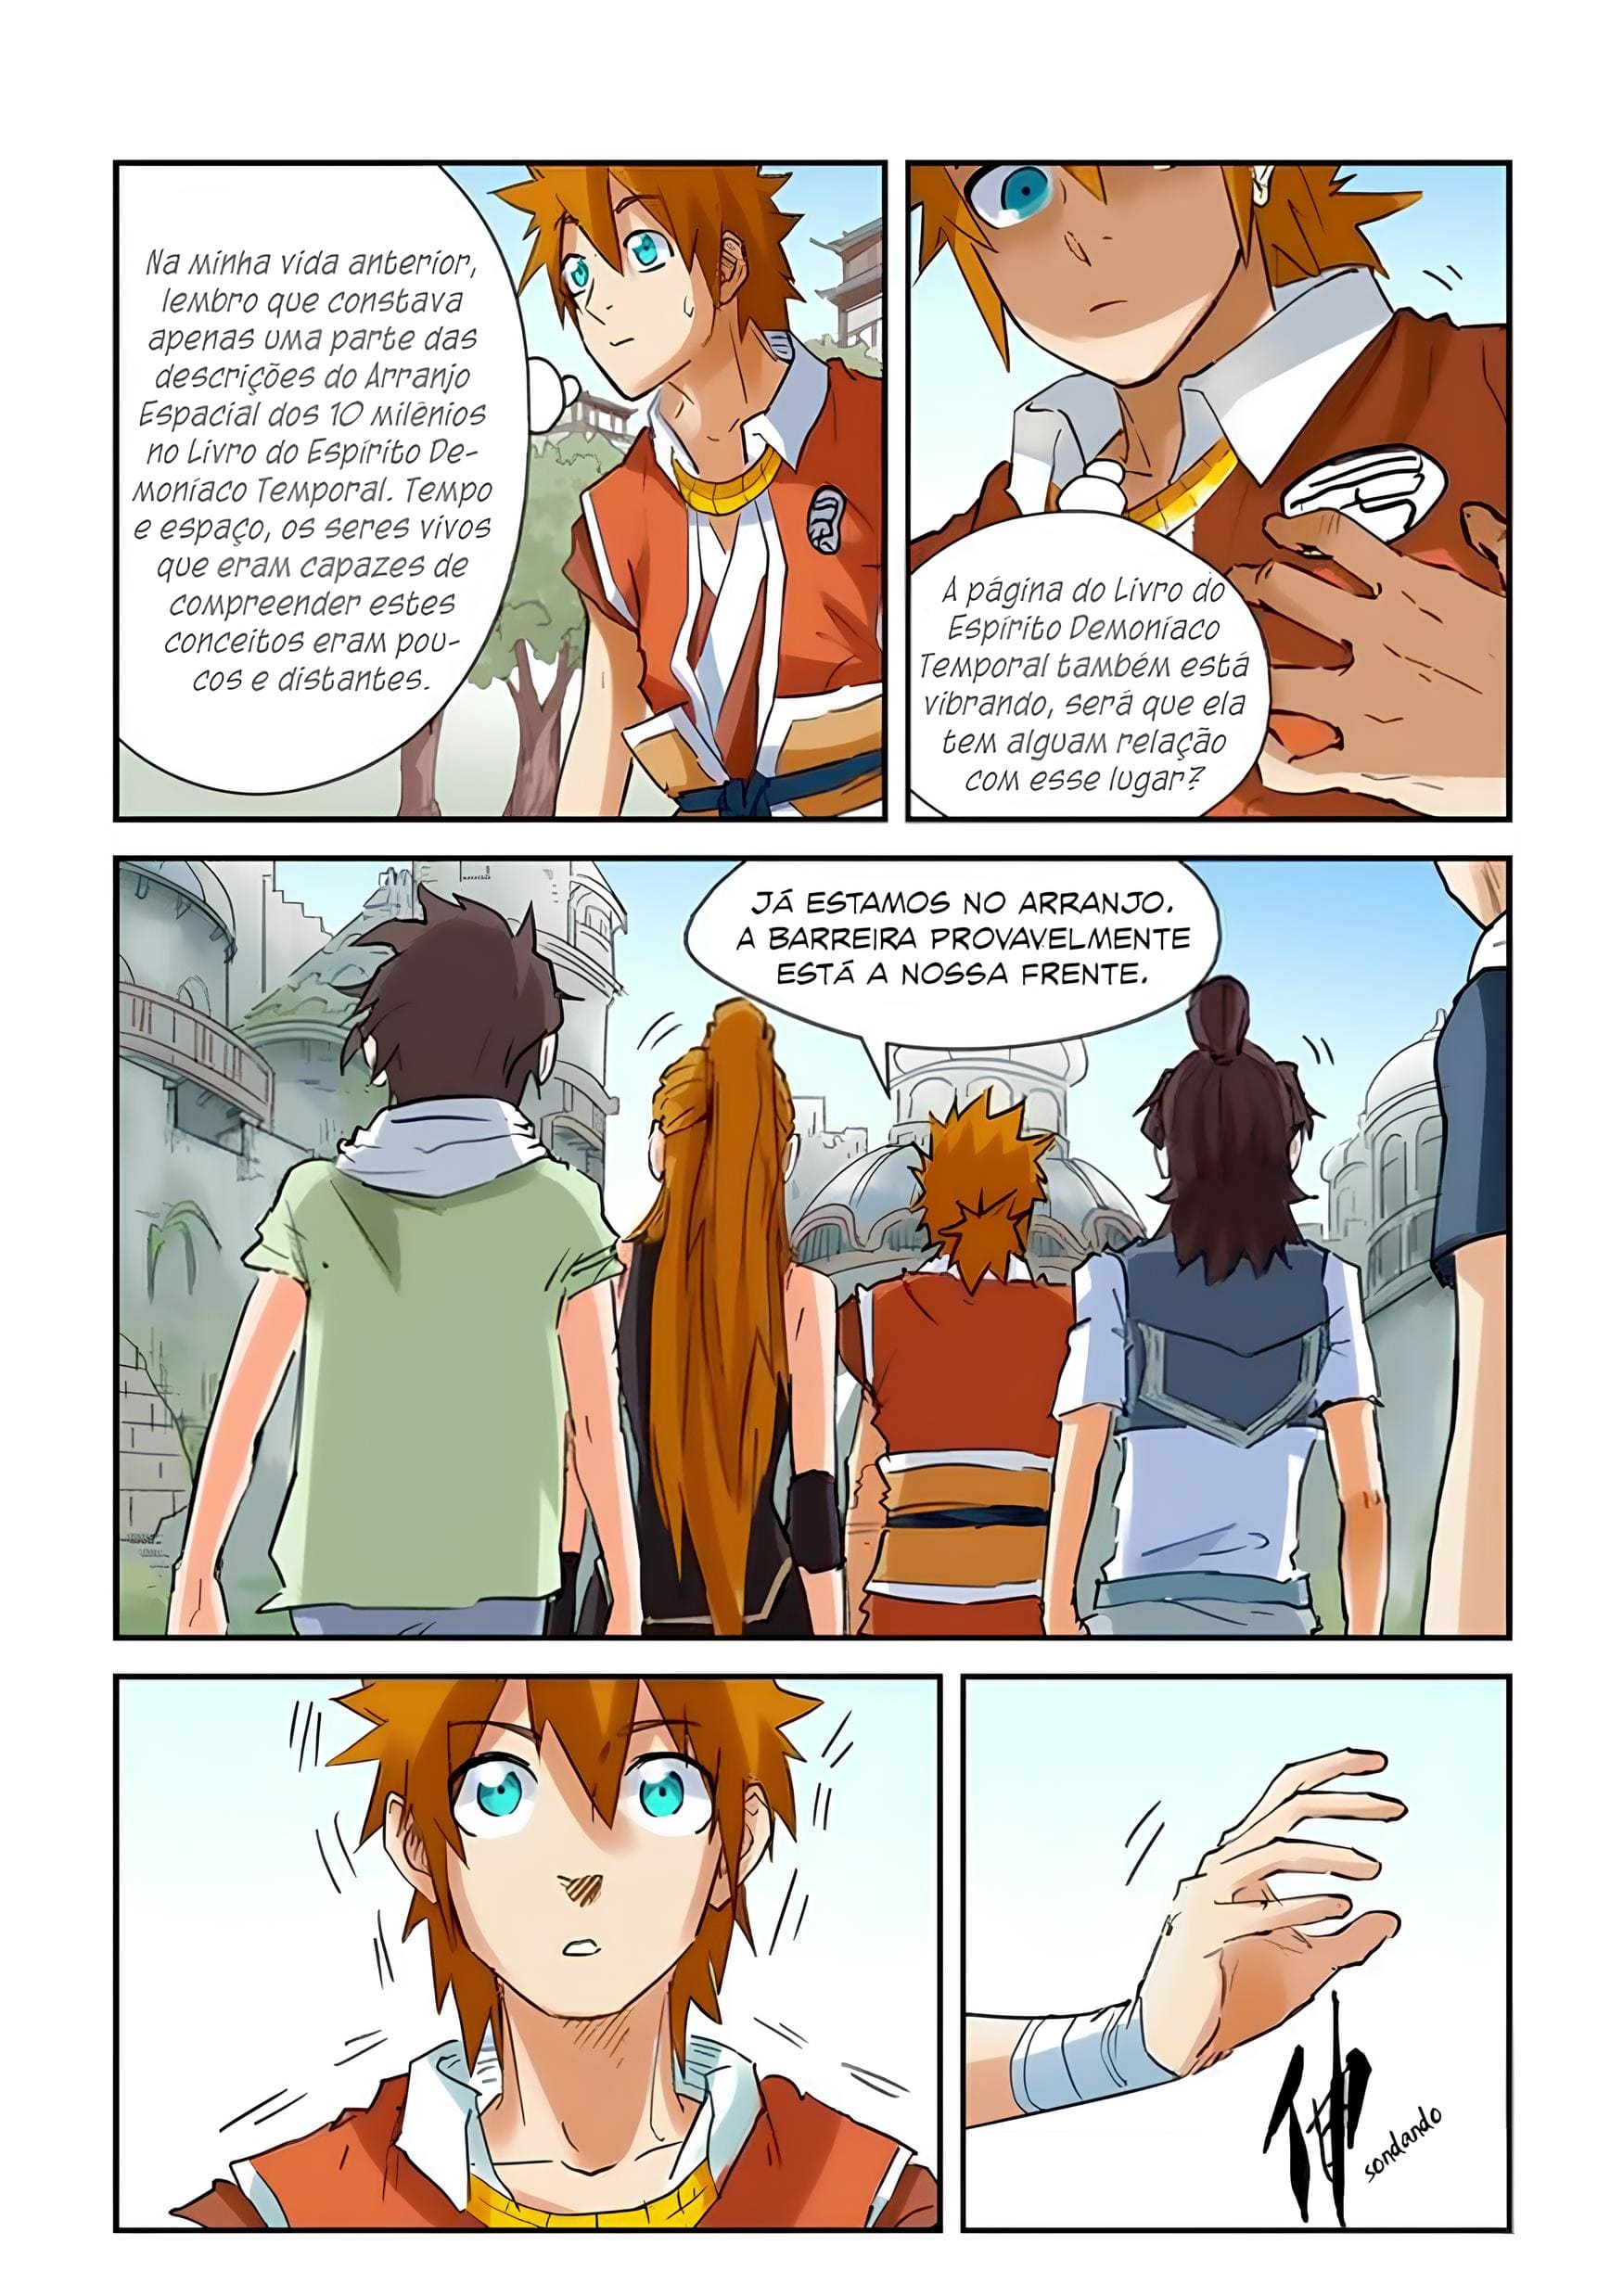 Na minha vida anterior,
lembro que constava
apenas uma parte das
descrições do Arranjo
Espacial dos 10 milênios
no Livro do Espírito De-
moníaco Temporal. Tempo
e espaço, os seres vivos
que eram capazes de
compreender estes
conceitos eram pou-
cos e distantes.
A página do Livro do
Espírito Demoníaco
Temporal também está
vibrando, será que ela
tem alguam relação
com esse lugar?
JÁ ESTAMOS NO ARRANJO.
A BARREIRA PROVAVELMENTE
ESTÁ A NOSSA FRENTE.
伸
sondando